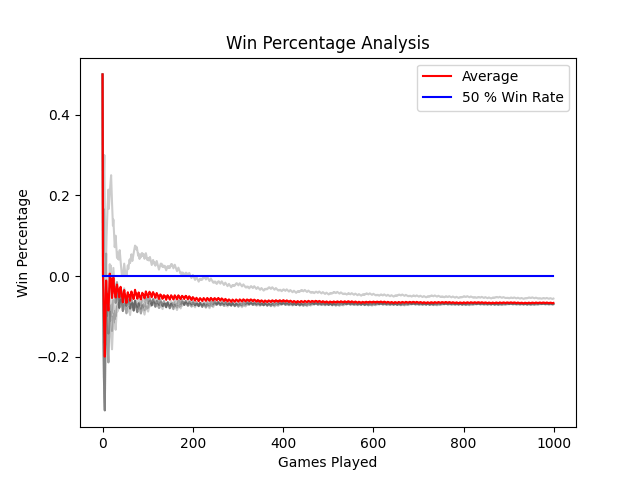 Win Percentage Analysis
Average
50 % Win Rate
Win Percentage
0.4
0.2
0.0
−0.2
0
200
400
600
800
1000
Games Played